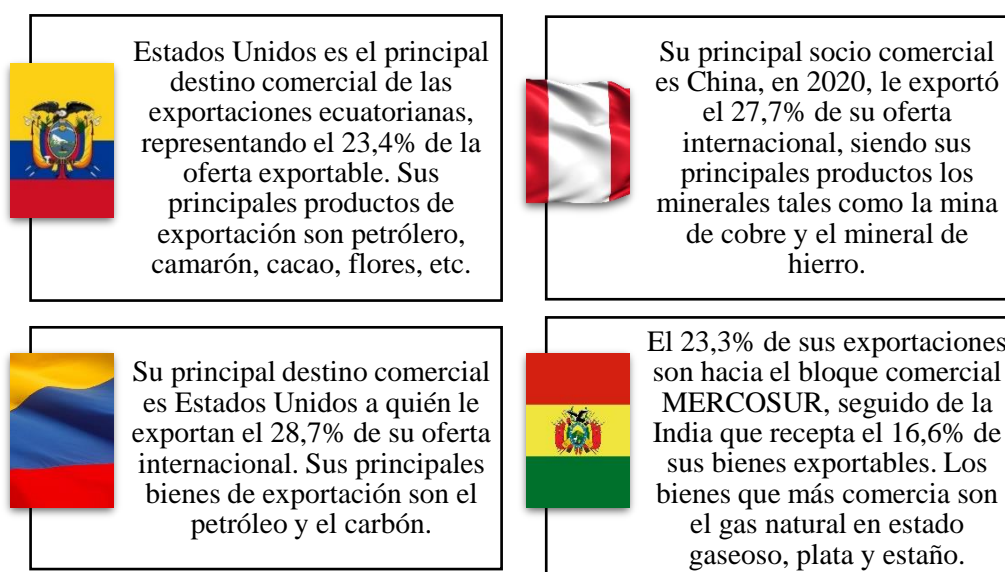 Estados Unidos es el principal
destino comercial de las
exportaciones ecuatorianas,
representando el 23,4% de la
oferta exportable. Sus
principales productos de
exportación son petrólero,
camarón, cacao, flores, etc.
Su principal socio comercial
es China, en 2020, le exportó
el 27,7% de su oferta
internacional, siendo sus
principales productos los
minerales tales como la mina
de cobre y el mineral de
hierro.
Su principal destino comercial
es Estados Unidos a quién le
exportan el 28,7% de su oferta
internacional. Sus principales
bienes de exportación son el
petróleo y el carbón.
El 23,3% de sus exportaciones
son hacia el bloque comercial
MERCOSUR, seguido de la
India que recepta el 16,6% de
sus bienes exportables. Los
bienes que más comercia son
el gas natural en estado
gaseoso, plata y estaño.